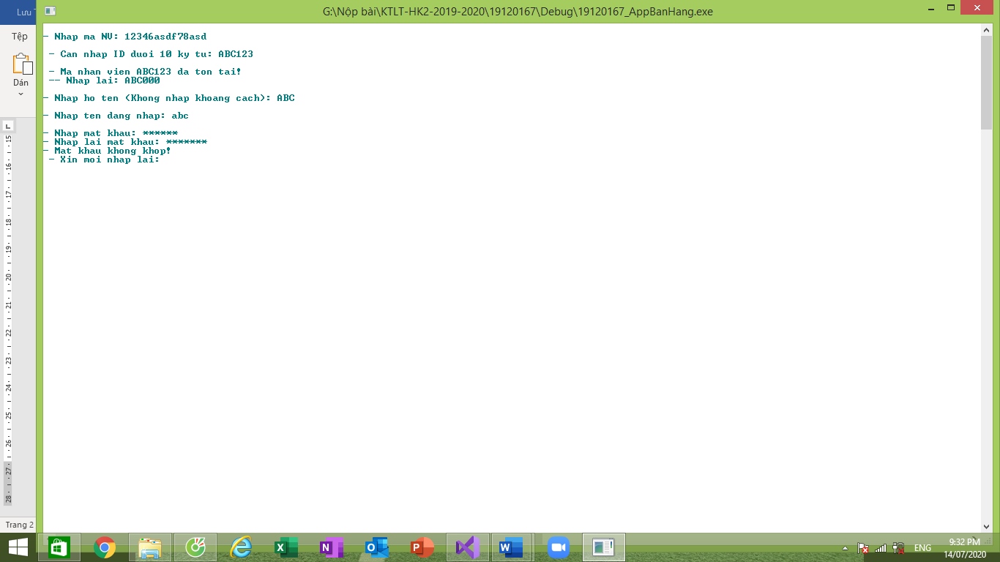 Lưu T
G:\Nộp bài\KTLT-HK2-2019-2020\19120167\Debug\19120167_AppBanHang.exe
Tệp
Dán
- Nhap ma NV: 12346asdf78asd
- Can nhap ID duoi 10 ky tu: ABC123
- Ma nhan vien ABC123 da ton tai!
-- Nhap lai: ABC000
- Nhap ho ten (Khong nhap khoang cach): ABC
- Nhap ten dang nhap: abc
- Nhap mat khau: ******
- Nhap lai mat khau: *******
- Mat khau khong khop!
- Xin moi nhap lai:
L
15
16
17
18
19
20
21
22
23
24
25
26
27
28
Trang 2
ENG
9:32 PM
14/07/2020